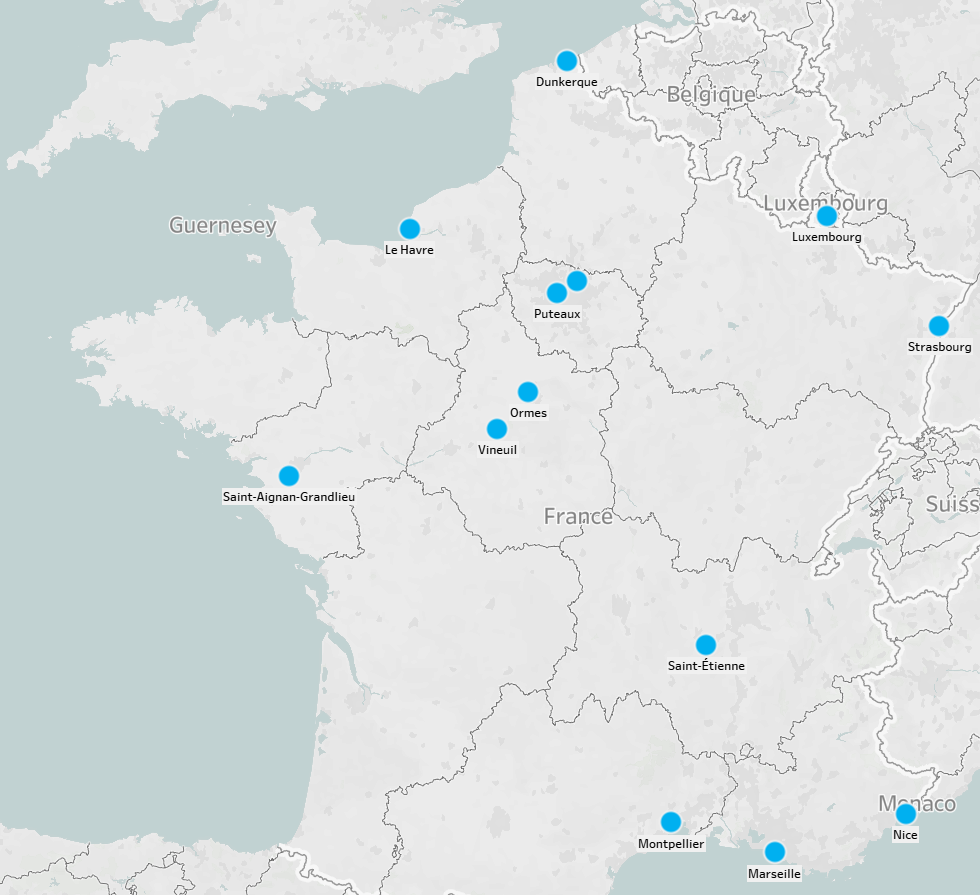 Dunkerque
Belgique
Luxembourg
Guernesey
Luxembourg
Le Havre
Puteaux
Strasbourg
Ormes
Vineuil
Saint-Aignan-Grandlieu
Suiss
France
Saint-Étienne
Monaco
Nice
Montpellier
Marseille